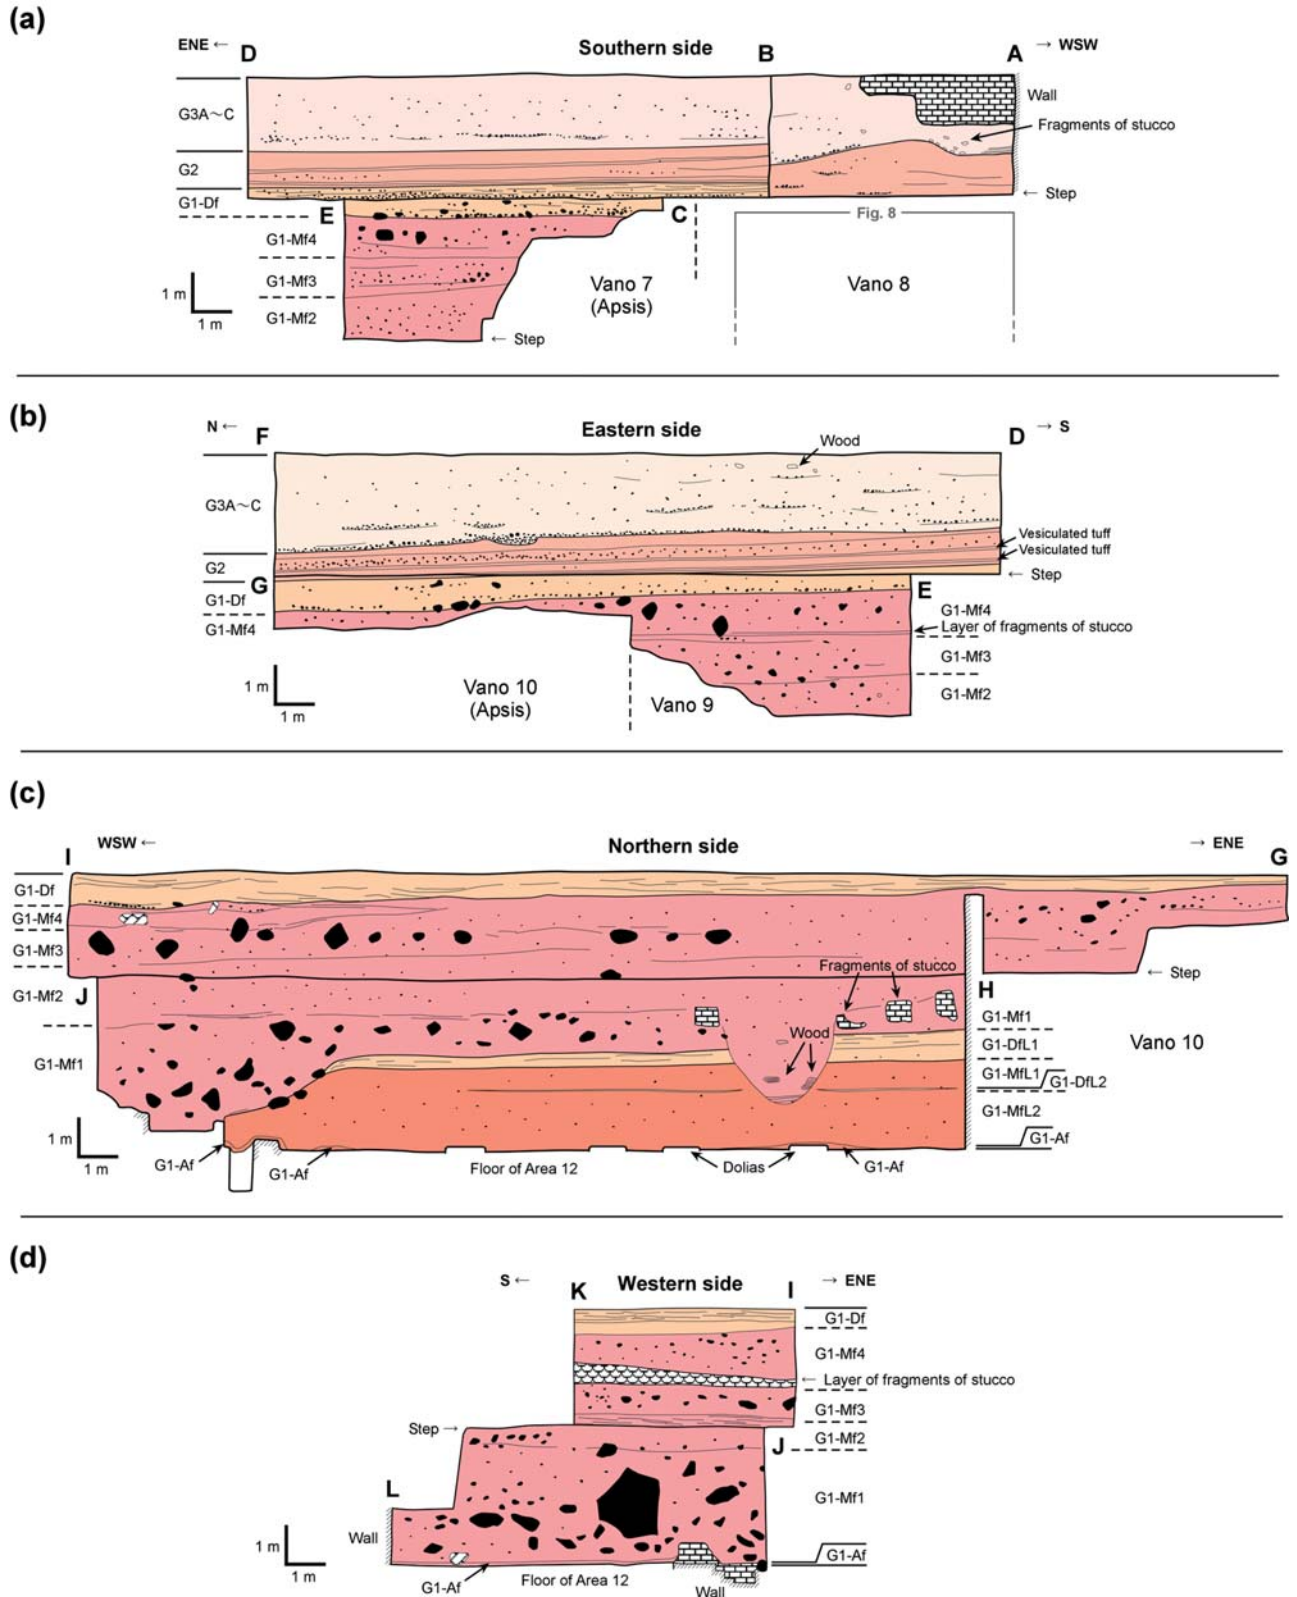 (a)
ENE ← D Southern side B A → WSW
G3A～C
Wall
Fragments of stucco
G2
← Step
G1-Df
E
C
Fig. 8
G1-Mf4
G1-Mf3
Vano 7
(Apsis)
Vano 8
1 m
1 m
G1-Mf2
← Step
(b)
N ← F Eastern side D → S
Wood
G3A～C
Vesiculated tuff
Vesiculated tuff
G2
← Step
G
E
G1-Df
G1-Mf4
G1-Mf4
Layer of fragments of stucco
G1-Mf3
1 m
1 m
Vano 10
(Apsis)
Vano 9
G1-Mf2
(c)
I WSW ← Northern side → ENE G
G1-Df
G1-Mf4
G1-Mf3
Fragments of stucco
← Step
J
H
G1-Mf2
G1-Mf1
Wood
G1-DfL1
Vano 10
G1-Mf1
G1-MfL1
G1-DfL2
G1-MfL2
1 m
1 m
G1-Af
G1-Af
G1-Af
Floor of Area 12
Dolias
G1-Af
(d)
S ← K Western side I → ENE
G1-Df
G1-Mf4
← Layer of fragments of stucco
G1-Mf3
Step →
G1-Mf2
J
L
G1-Mf1
Wall
1 m
1 m
G1-Af
G1-Af
Floor of Area 12
Wall